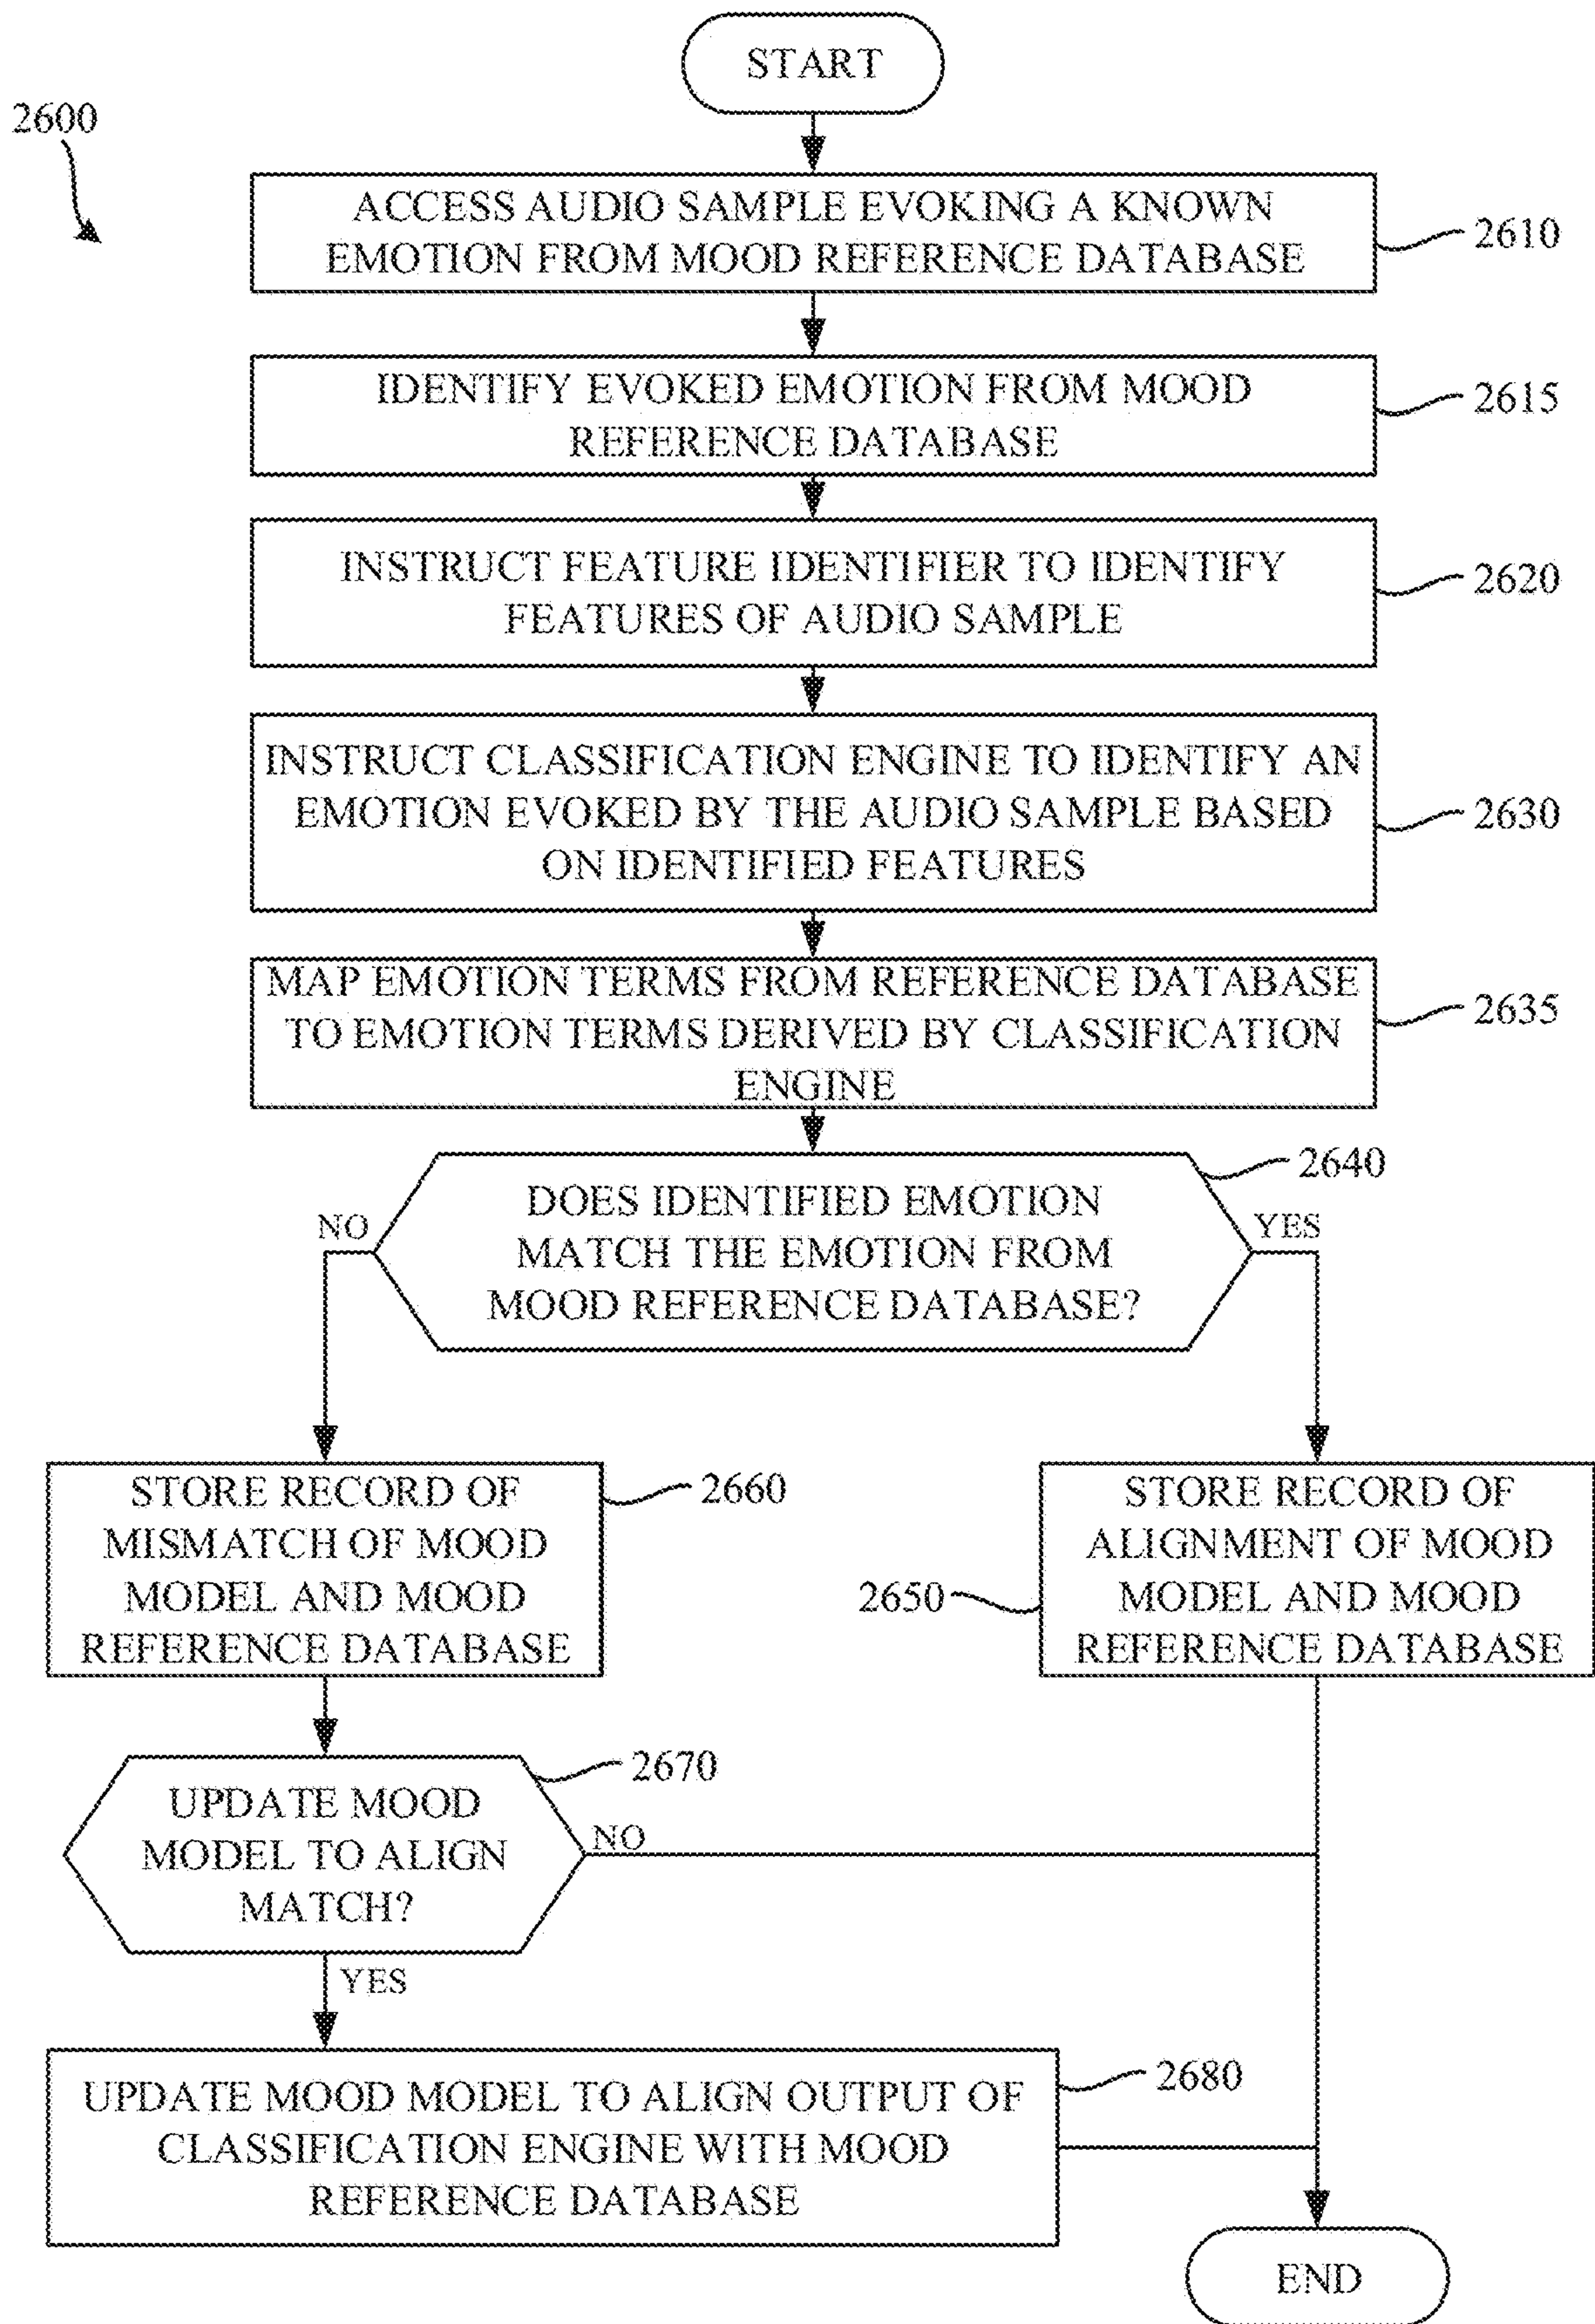 START
2600
ACCESS AUDIO SAMPLE EVOKING A KNOWN
EMOTION FROM MOOD REFERENCE DATABASE
2610
IDENTIFY EVOKED EMOTION FROM MOOD
REFERENCE DATABASE
2615
INSTRUCT FEATURE IDENTIFIER TO IDENTIFY
FEATURES OF AUDIO SAMPLE
2620
INSTRUCT CLASSIFICATION ENGINE TO IDENTIFY AN
EMOTION EVOKED BY THE AUDIO SAMPLE BASED
ON IDENTIFIED FEATURES
2630
MAP EMOTION TERMS FROM REFERENCE DATABASE
TO EMOTION TERMS DERIVED BY CLASSIFICATION
ENGINE
2635
DOES IDENTIFIED EMOTION
MATCH THE EMOTION FROM
MOOD REFERENCE DATABASE?
2640
NO
YES
STORE RECORD OF
MISMATCH OF MOOD
MODEL AND MOOD
REFERENCE DATABASE
2660
STORE RECORD OF
ALIGNMENT OF MOOD
MODEL AND MOOD
REFERENCE DATABASE
2650
UPDATE MOOD
MODEL TO ALIGN
MATCH?
2670
NO
YES
UPDATE MOOD MODEL TO ALIGN OUTPUT OF
CLASSIFICATION ENGINE WITH MOOD
REFERENCE DATABASE
2680
END